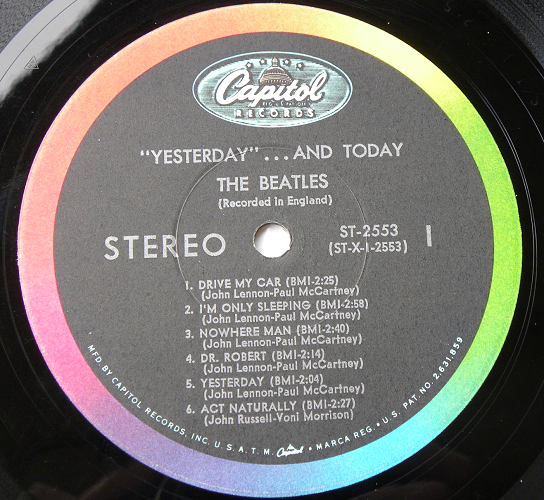 Capitol
REG. U.S. PAT. OFF.
RECORDS
"YESTERDAY"...AND TODAY
THE BEATLES
(Recorded in England)
STEREO
ST-2553
(ST-X-1-2553)
1
1. DRIVE MY CAR (BMI-2:25)
(John Lennon-Paul McCartney)
2. I'M ONLY SLEEPING (BMI-2:58)
(John Lennon-Paul McCartney)
3. NOWHERE MAN (BMI-2:40)
(John Lennon-Paul McCartney)
4. DR. ROBERT (BMI-2:14)
(John Lennon-Paul McCartney)
5. YESTERDAY (BMI-2:04)
(John Lennon-Paul McCartney)
6. ACT NATURALLY (BMI-2:27)
(John Russell-Voni Morrison)
MFD. BY CAPITOL RECORDS, INC. U.S.A. T.M. Capitol MARCA REG. • U.S. PAT. NO. 2,631,859